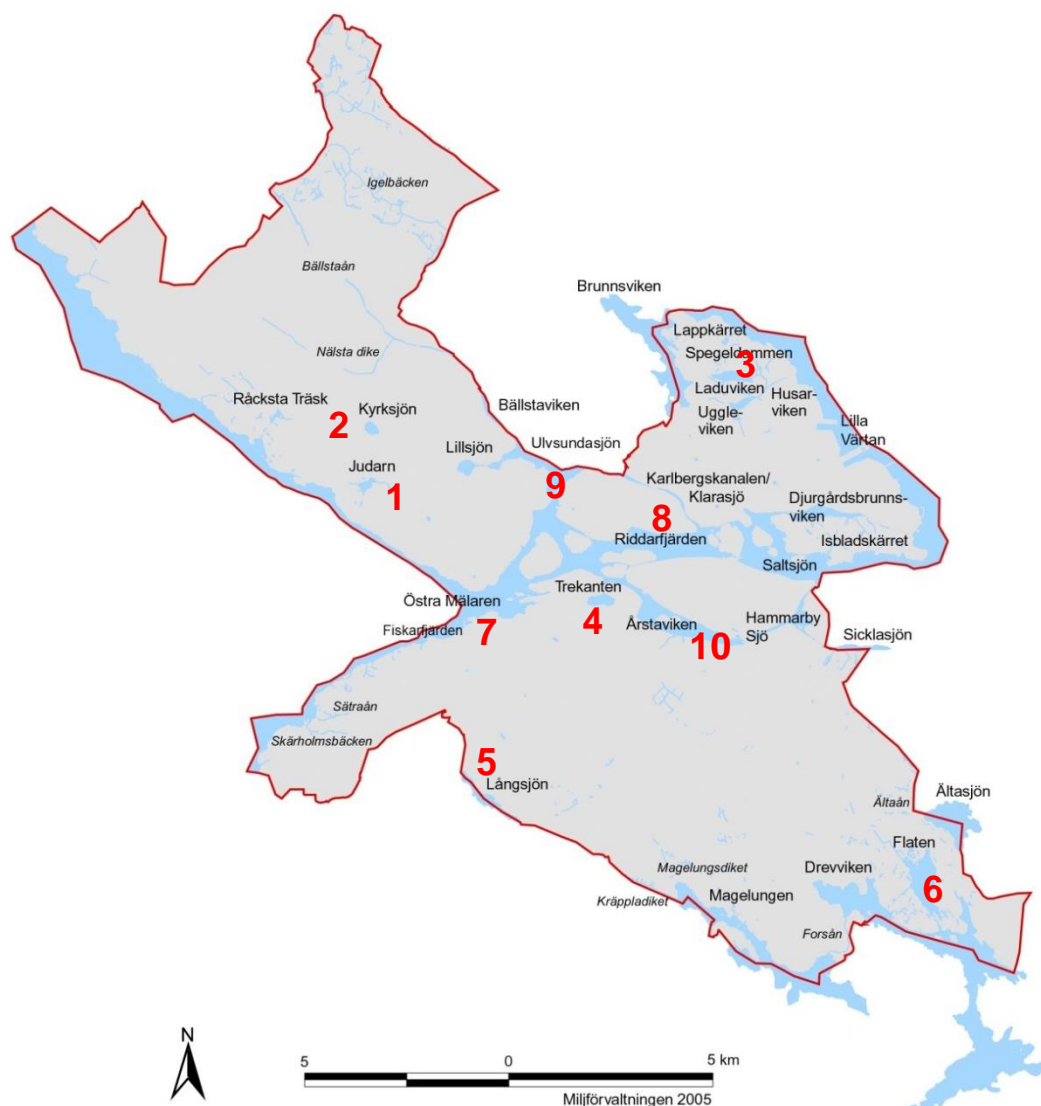 Igelbäcken
Bällstaån
Brunnsviken
Lappkärret
Nälsta dike
Spegeldammen
3
Råcksta Träsk
Kyrksjön
2
Bällstaviken
Laduviken
Husar-
viken
Uggle-
viken
Lilla
Värtan
Lillsjön
Ulvsundasjön
Judarn
1
9
Karlbergskanalen/
Klarasjö
Djurgårdsbrunns-
viken
8
Riddarfjärden
Isbladskärret
Saltsjön
Trekanten
Östra Mälaren
4
Årstaviken
Hammarby
Sjö
Fiskarfjärden
7
10
Sicklasjön
Sätraån
Skärholmsbäcken
5
Långsjön
Ältaån
Ältasjön
Flaten
Magelungsdiket
Drevviken
6
Kräppladiket
Magelungen
Forsån
N
5
0
5 km
Miljförvaltningen 2005